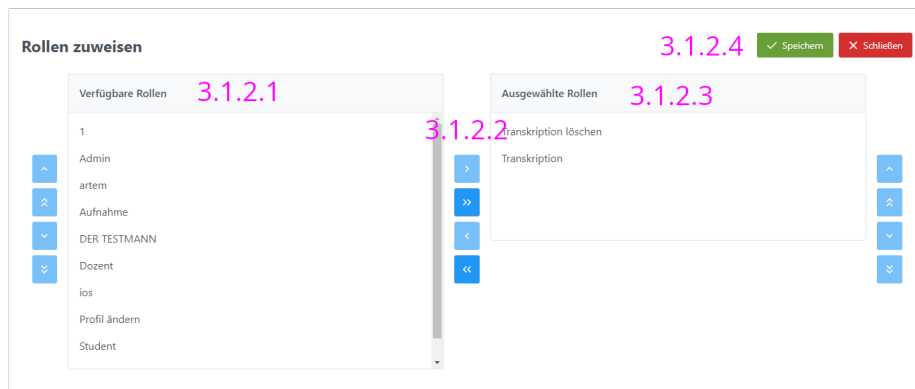 Rollen zuweisen
3.1.2.4
Speichern
Schließen
Verfügbare Rollen
3.1.2.1
1
Admin
artem
Aufnahme
DER TESTMANN
Dozent
ios
Profil ändern
Student
3.1.2.2
Ausgewählte Rollen
3.1.2.3
Transkription löschen
Transkription